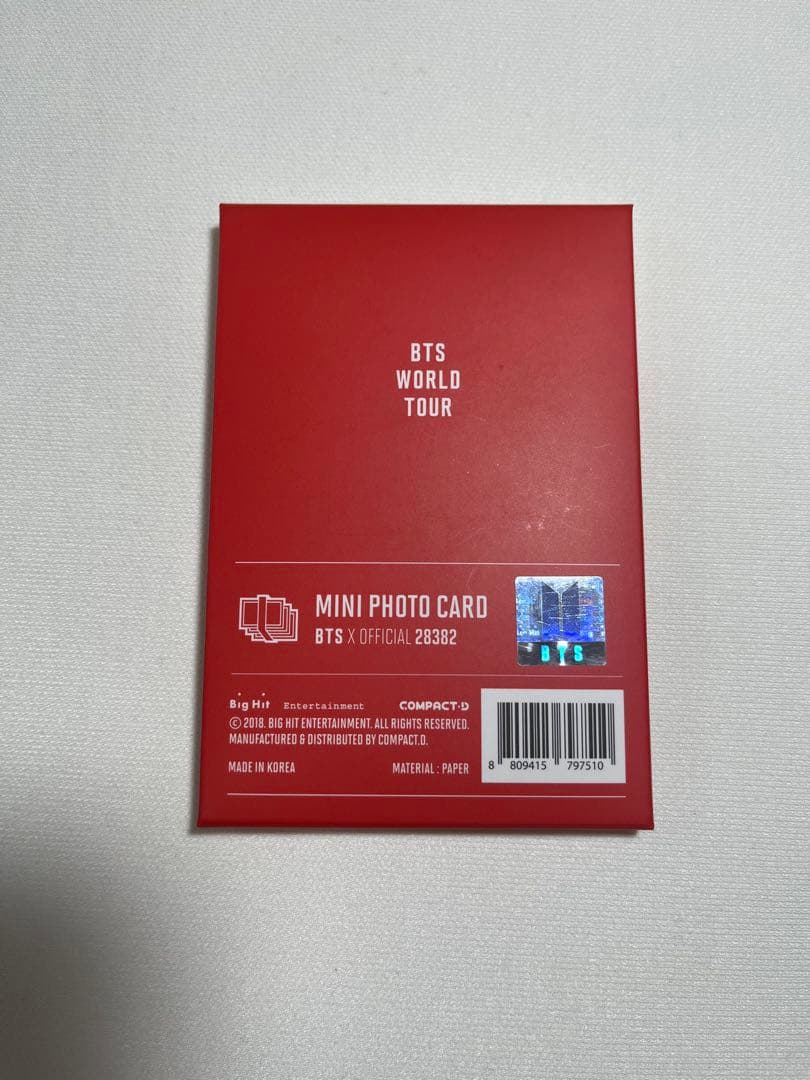 BTS
WORLD
TOUR
MINI PHOTO CARD
BTS X OFFICIAL 28382
BTS
Big Hit Entertainment
COMPACT·D
© 2018. BIG HIT ENTERTAINMENT. ALL RIGHTS RESERVED.
MANUFACTURED & DISTRIBUTED BY COMPACT.D.
MADE IN KOREA
MATERIAL : PAPER
8 809415 797510